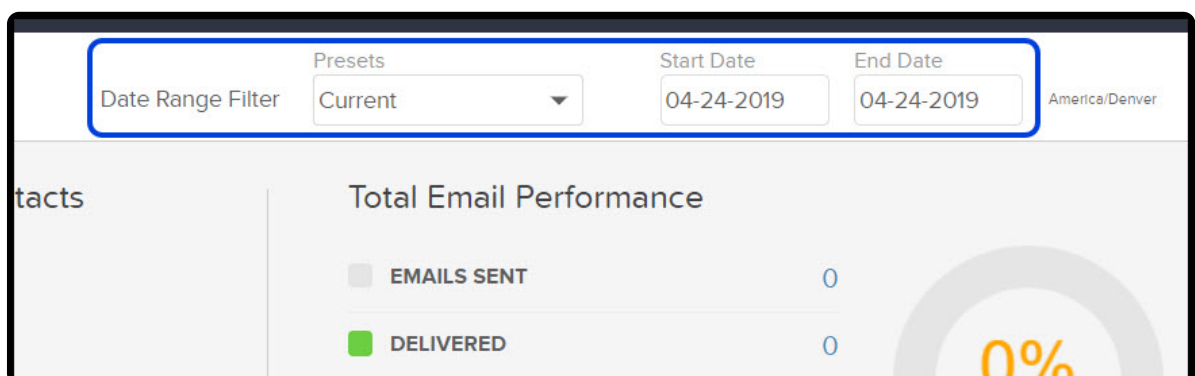 Presets
Start Date
End Date
Date Range Filter
Current
04-24-2019
04-24-2019
America/Denver
tacts
Total Email Performance
EMAILS SENT
0
DELIVERED
0
0%